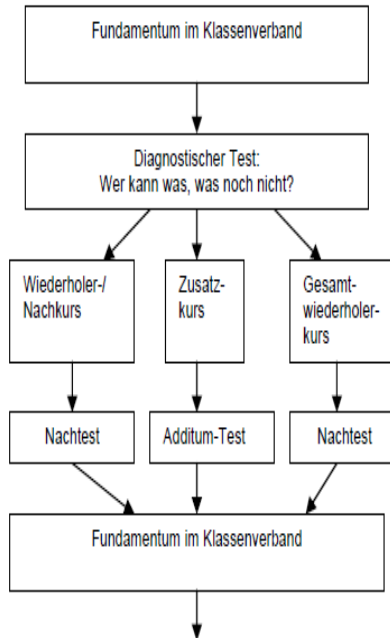 Fundamentum im Klassenverband
Diagnostischer Test:
Wer kann was, was noch nicht?
Wiederholer-/
Nachkurs
Zusatz-
kurs
Gesamt-
wiederholer-
kurs
Nachtest
Additum-Test
Nachtest
Fundamentum im Klassenverband